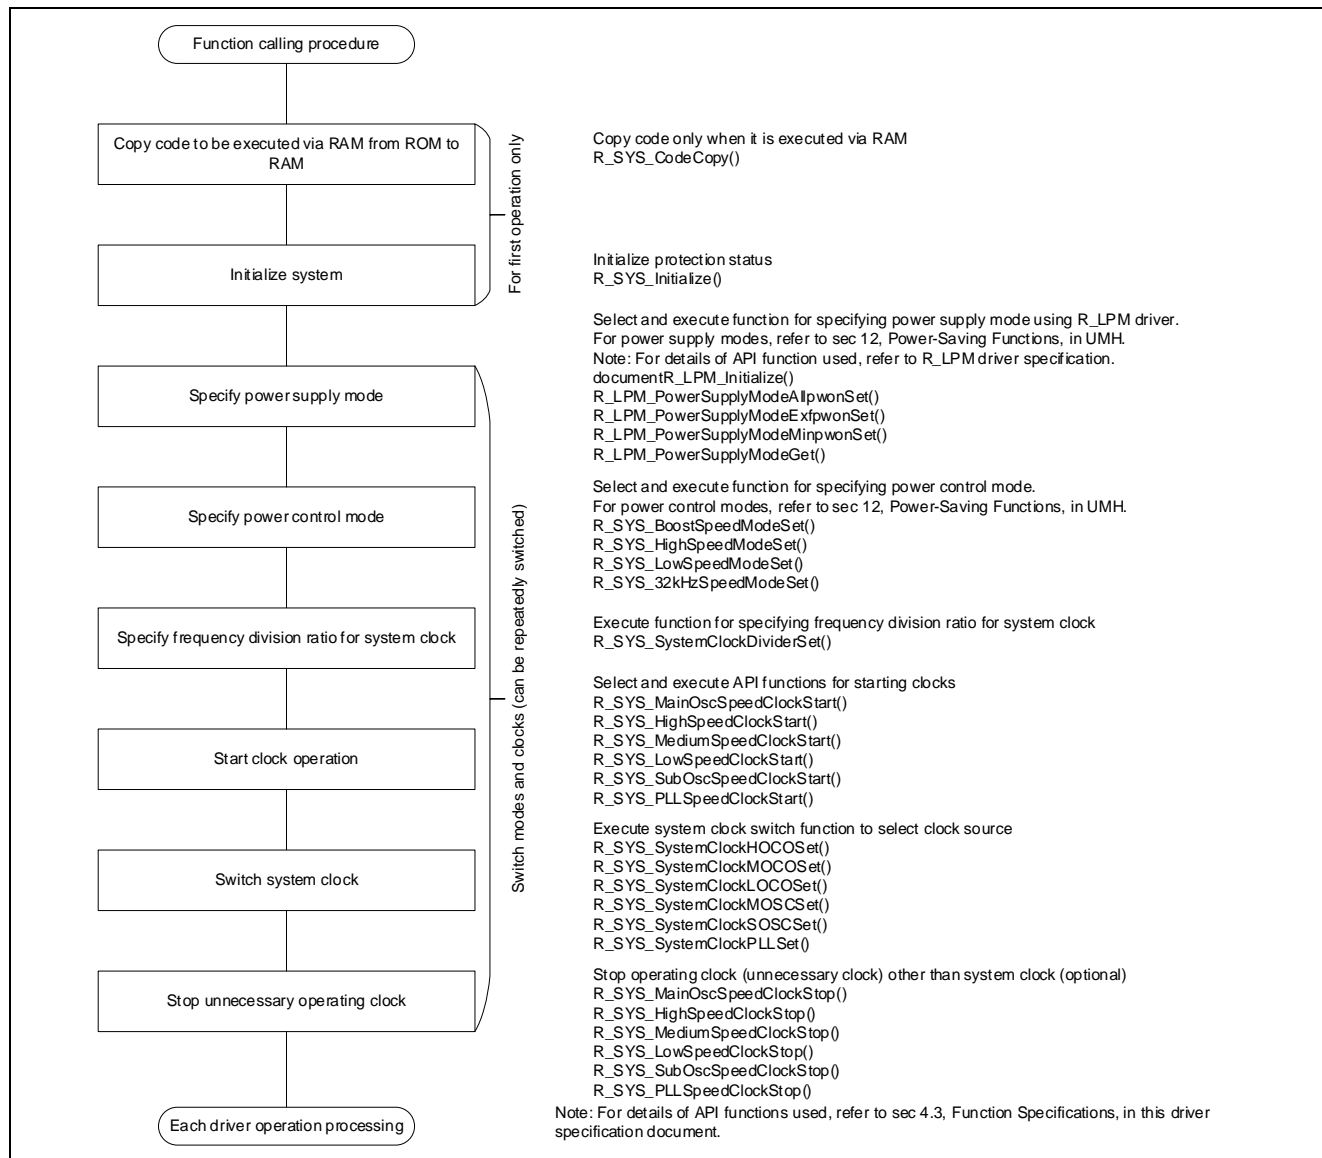 Function calling procedure
Copy code to be executed via RAM from ROM to
RAM
Copy code only when it is executed via RAM
R_SYS_CodeCopy()
For first operation only
Initialize system
Initialize protection status
R_SYS_Initialize()
Select and execute function for specifying power supply mode using R_LPM driver.
For power supply modes, refer to sec 12, Power-Saving Functions, in UMH.
Note: For details of API function used, refer to R_LPM driver specification.
documentR_LPM_Initialize()
R_LPM_PowerSupplyModeAllpwonSet()
R_LPM_PowerSupplyModeExfpwonSet()
R_LPM_PowerSupplyModeMinpwonSet()
R_LPM_PowerSupplyModeGet()
Specify power supply mode
Specify power control mode
Select and execute function for specifying power control mode.
For power control modes, refer to sec 12, Power-Saving Functions, in UMH.
R_SYS_BoostSpeedModeSet()
R_SYS_HighSpeedModeSet()
R_SYS_LowSpeedModeSet()
R_SYS_32kHzSpeedModeSet()
Switch modes and clocks (can be repeatedly switched)
Specify frequency division ratio for system clock
Execute function for specifying frequency division ratio for system clock
R_SYS_SystemClockDividerSet()
Start clock operation
Select and execute API functions for starting clocks
R_SYS_MainOscSpeedClockStart()
R_SYS_HighSpeedClockStart()
R_SYS_MediumSpeedClockStart()
R_SYS_LowSpeedClockStart()
R_SYS_SubOscSpeedClockStart()
R_SYS_PLLSpeedClockStart()
Switch system clock
Execute system clock switch function to select clock source
R_SYS_SystemClockHOCOSet()
R_SYS_SystemClockMOCOSet()
R_SYS_SystemClockLOCOSet()
R_SYS_SystemClockMOSCSet()
R_SYS_SystemClockSOSCSet()
R_SYS_SystemClockPLLSet()
Stop unnecessary operating clock
Stop operating clock (unnecessary clock) other than system clock (optional)
R_SYS_MainOscSpeedClockStop()
R_SYS_HighSpeedClockStop()
R_SYS_MediumSpeedClockStop()
R_SYS_LowSpeedClockStop()
R_SYS_SubOscSpeedClockStop()
R_SYS_PLLSpeedClockStop()
Each driver operation processing
Note: For details of API functions used, refer to sec 4.3, Function Specifications, in this driver
specification document.